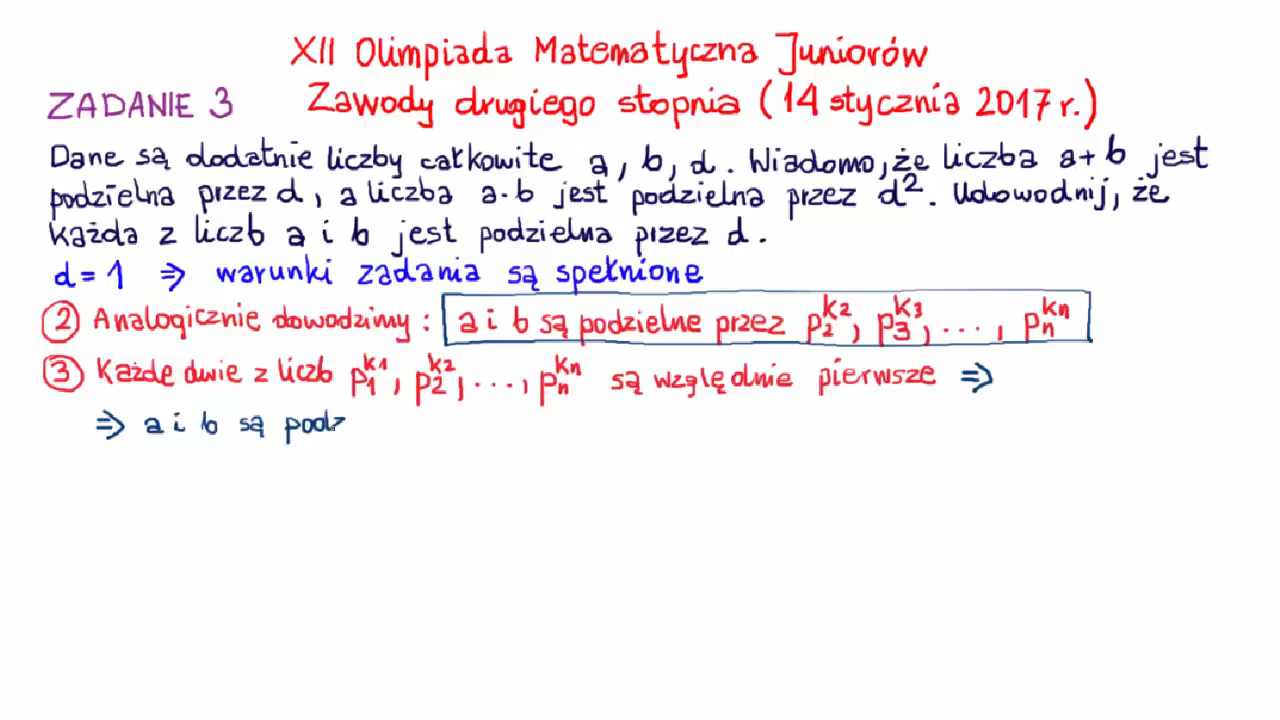 XII Olimpiada Matematyczna Juniorów
ZADANIE 3 Zawody drugiego stopnia (14 stycznia 2017 r.)
Dane są dodatnie liczby całkowite a, b, d. Wiadomo, że liczba a+b jest
podzielna przez d, a liczba a·b jest podzielna przez d². Udowodnij, że
każda z liczb a i b jest podzielna przez d.
d=1 ⇒ warunki zadania są spełnione
② Analogicznie dowodzimy: a i b są podzielne przez p₂^k2, p₃^k3, ..., pₙ^kn
③ Każde dwie z liczb p₁^k1, p₂^k2, ..., pₙ^kn są względnie pierwsze ⇒
⇒ a i b są podz